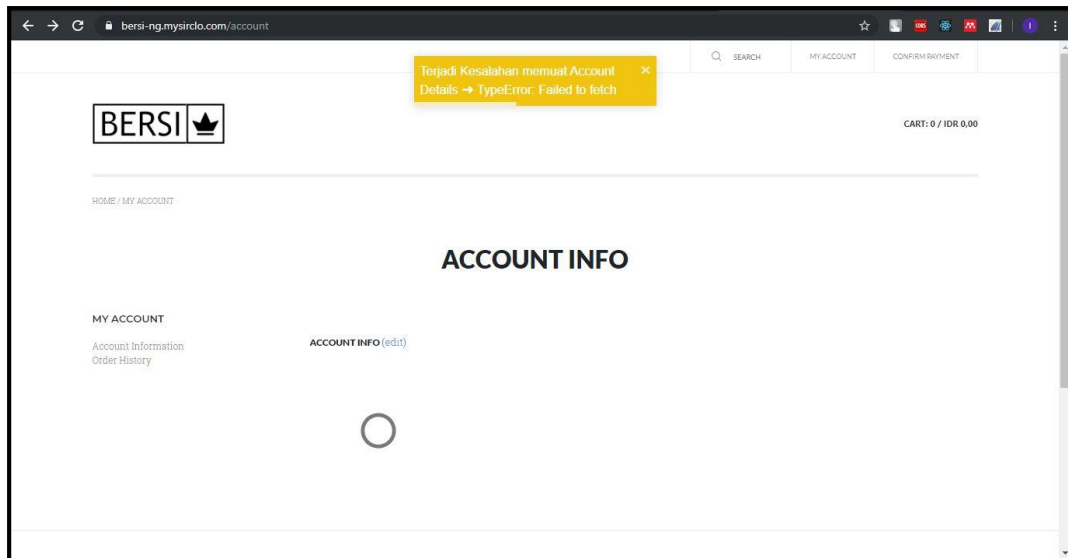 bersi-ng.mysirclo.com/account
CORS
SEARCH MY ACCOUNT CONFIRM PAYMENT
Terjadi Kesalahan memuat Account ×
Details → TypeError: Failed to fetch
BERSI
CART: 0 / IDR 0,00
HOME / MY ACCOUNT
ACCOUNT INFO
MY ACCOUNT
ACCOUNT INFO (edit)
Account Information
Order History